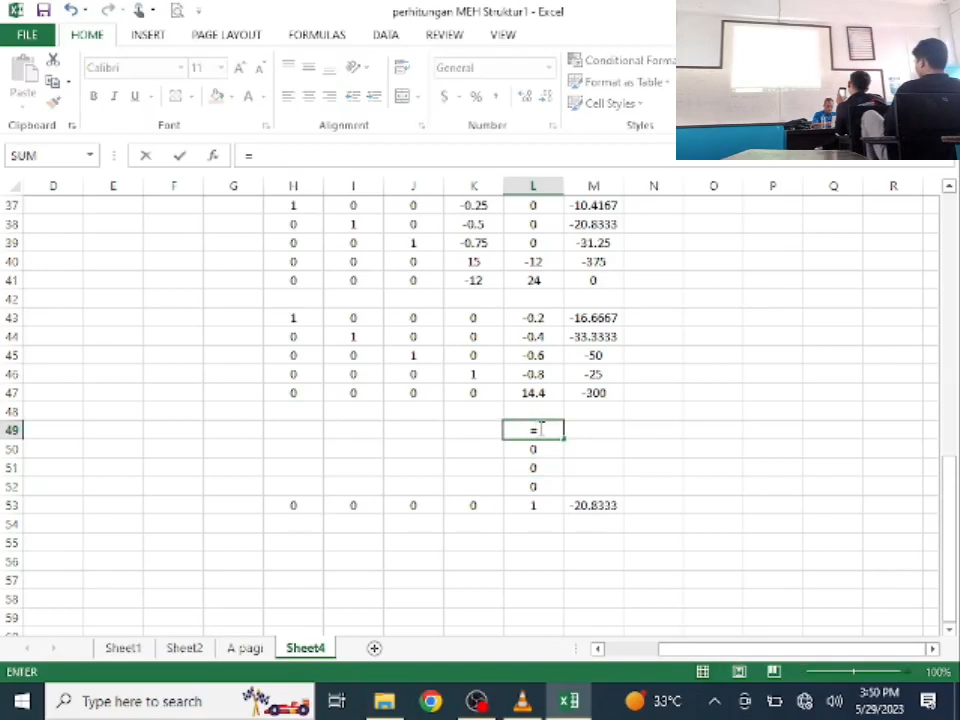 perhitungan MEH Struktur1 - Excel
FILE HOME INSERT PAGE LAYOUT FORMULAS DATA REVIEW VIEW
Calibri 11 General Conditional Forma
Paste B I U A $ % Format as Table
Cell Styles
Clipboard Font Alignment Number Styles
SUM =
D E F G H I J K L M N O P Q R
37 1 0 0 -0.25 0 -10.4167
38 0 1 0 -0.5 0 -20.8333
39 0 0 1 -0.75 0 -31.25
40 0 0 0 15 -12 -375
41 0 0 0 -12 24 0
42
43 1 0 0 0 -0.2 -16.6667
44 0 1 0 0 -0.4 -33.3333
45 0 0 1 0 -0.6 -50
46 0 0 0 1 -0.8 -25
47 0 0 0 0 14.4 -300
48
49 =
50 0
51 0
52 0
53 0 0 0 0 1 -20.8333
54
55
56
57
58
59
Sheet1 Sheet2 A pagi Sheet4
ENTER 100%
Type here to search 33°C 3:50 PM
5/29/2023